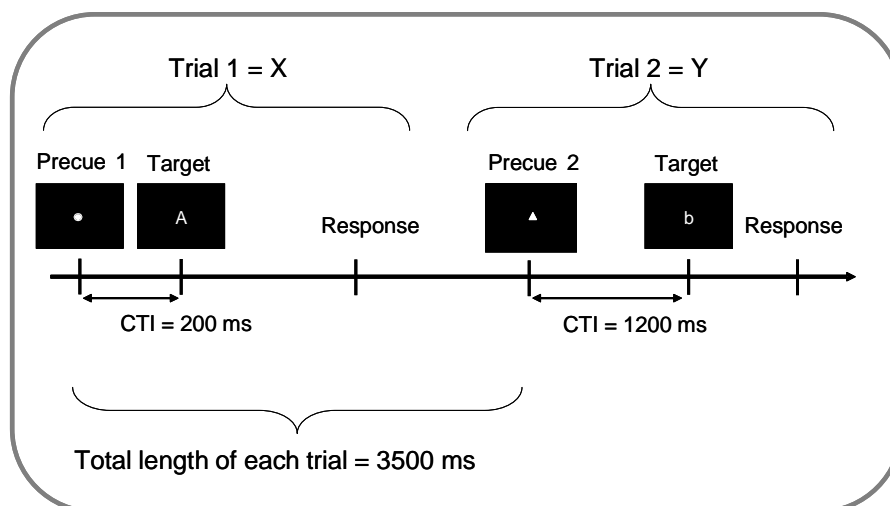 Trial 1 = X
Trial 2 = Y
Precue 1
Target
Precue 2
Target
A
b
Response
Response
CTI = 200 ms
CTI = 1200 ms
Total length of each trial = 3500 ms